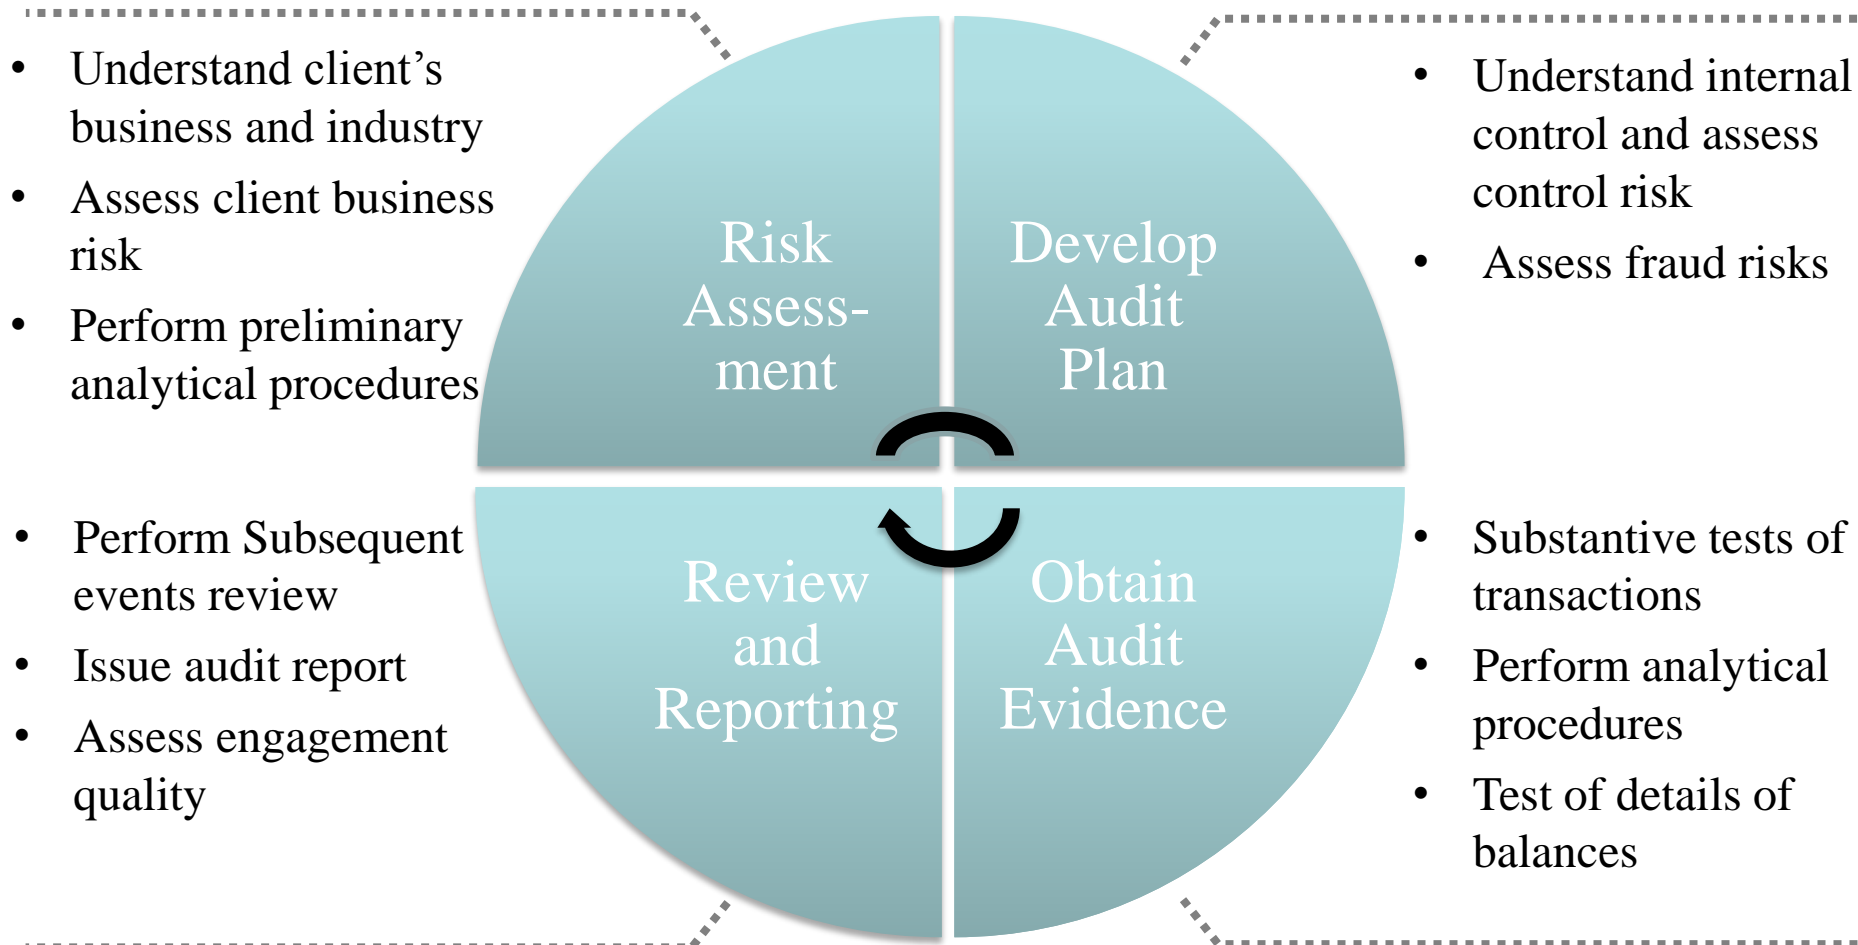 • Understand client’s
business and industry
• Assess client business
risk
• Perform preliminary
analytical procedures
Risk
Assess-
ment
Develop
Audit
Plan
• Understand internal
control and assess
control risk
• Assess fraud risks
• Perform Subsequent
events review
• Issue audit report
• Assess engagement
quality
Review
and
Reporting
Obtain
Audit
Evidence
• Substantive tests of
transactions
• Perform analytical
procedures
• Test of details of
balances